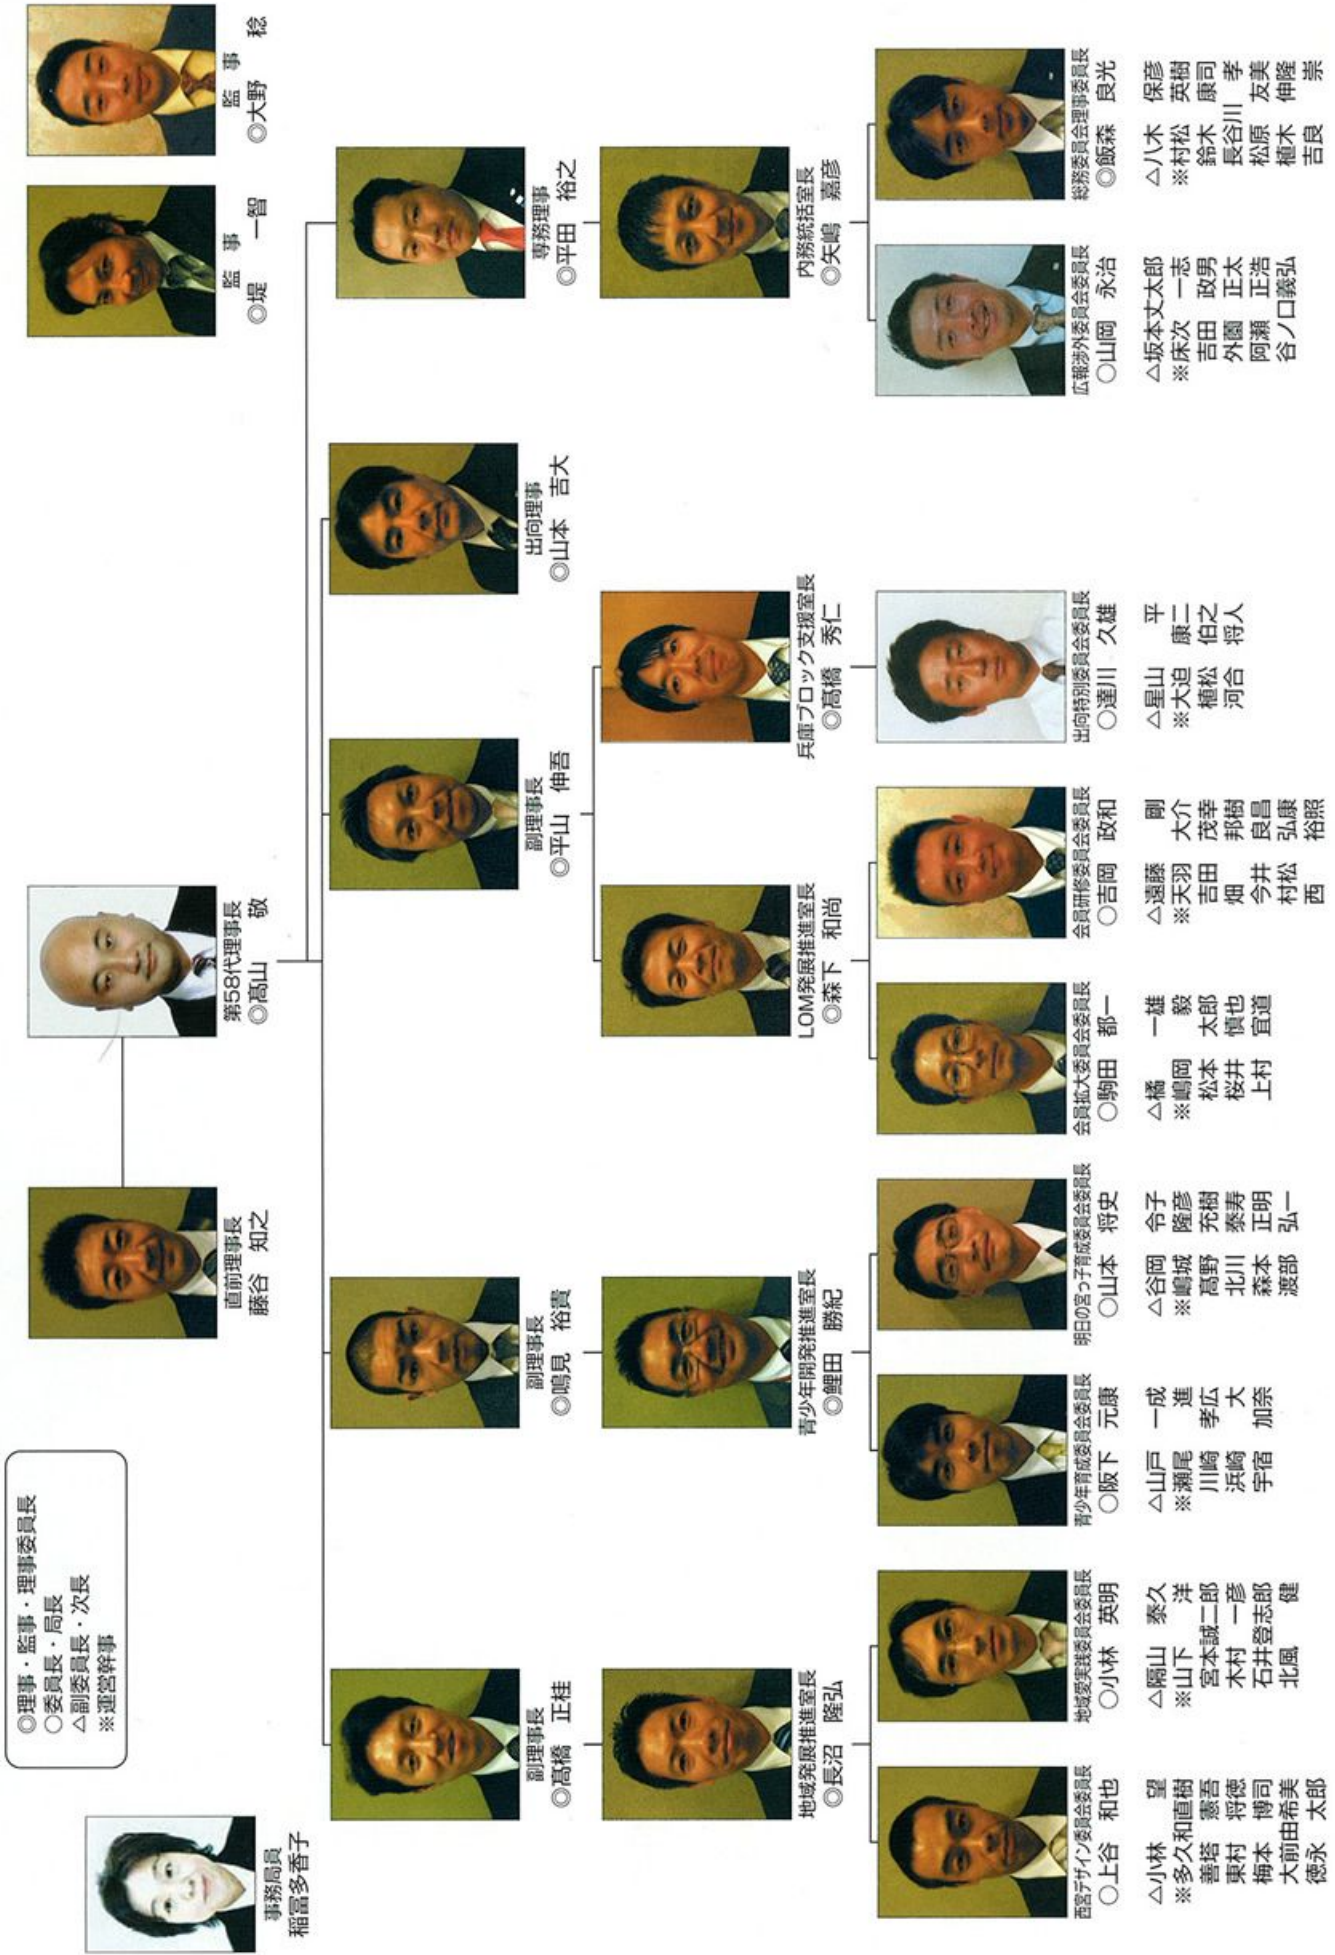 ◎理事・監事・理事委員長
○委員長・局長
△副委員長・次長
※運営幹事
事務局員
稲冨多香子
直前理事長
藤谷 知之
第58代理事長
◎髙山 敬
監事
◎堤 一智
監事
◎大野 稔
副理事長
◎髙橋 正桂
副理事長
◎鳴見 裕貴
副理事長
◎平山 伸吾
出向理事
◎山本 吉大
専務理事
◎平田 裕之
地域発展推進室長
◎長沼 隆弘
青少年開発推進室長
◎鯉田 勝紀
LOM発展推進室長
◎森下 和尚
兵庫ブロック支援室長
◎髙橋 秀仁
内務統括室長
◎矢嶋 嘉彦
西宮デザイン委員会委員長
○上谷 和也
△小林 望
※多久和直樹
善塔 憲吾
東村 将徳
梅本 博司
大前由希美
徳永 太郎
地域愛実践委員会委員長
○小林 英明
△隔山 泰久
※山下 洋
宮本誠二郎
木村 一彦
石井登志郎
北風 健
青少年育成委員会委員長
○阪下 元康
△山戸 一成
※瀬尾 進
川崎 孝広
浜崎 大
宇宿 加奈
明日の宮っ子育成委員会委員長
○山本 将史
△谷岡 令子
※嶋城 隆彦
髙野 充樹
北川 泰寿
森本 正明
渡部 弘一
会員拡大委員会委員長
○駒田 都一
△橘 一雄
※嶋岡 毅
松本 太郎
桜井 慎也
上村 宜道
会員研修委員会委員長
○吉岡 政和
△遠藤 剛
※天羽 大介
吉田 茂幸
畑 邦樹
今井 良昌
村松 弘康
西 裕照
出向特別委員会委員長
○達川 久雄
△星山 平
※大迫 康二
植松 伯之
河合 将人
広報渉外委員会委員長
○山岡 永治
△坂本丈太郎
※床次 一志
吉田 政男
外園 正太
阿瀬 正浩
谷ノ口義弘
総務委員会理事委員長
◎飯森 良光
△八木 保彦
※村松 英樹
鈴木 康司
長谷川 孝
松原 友美
植木 伸隆
吉良 崇